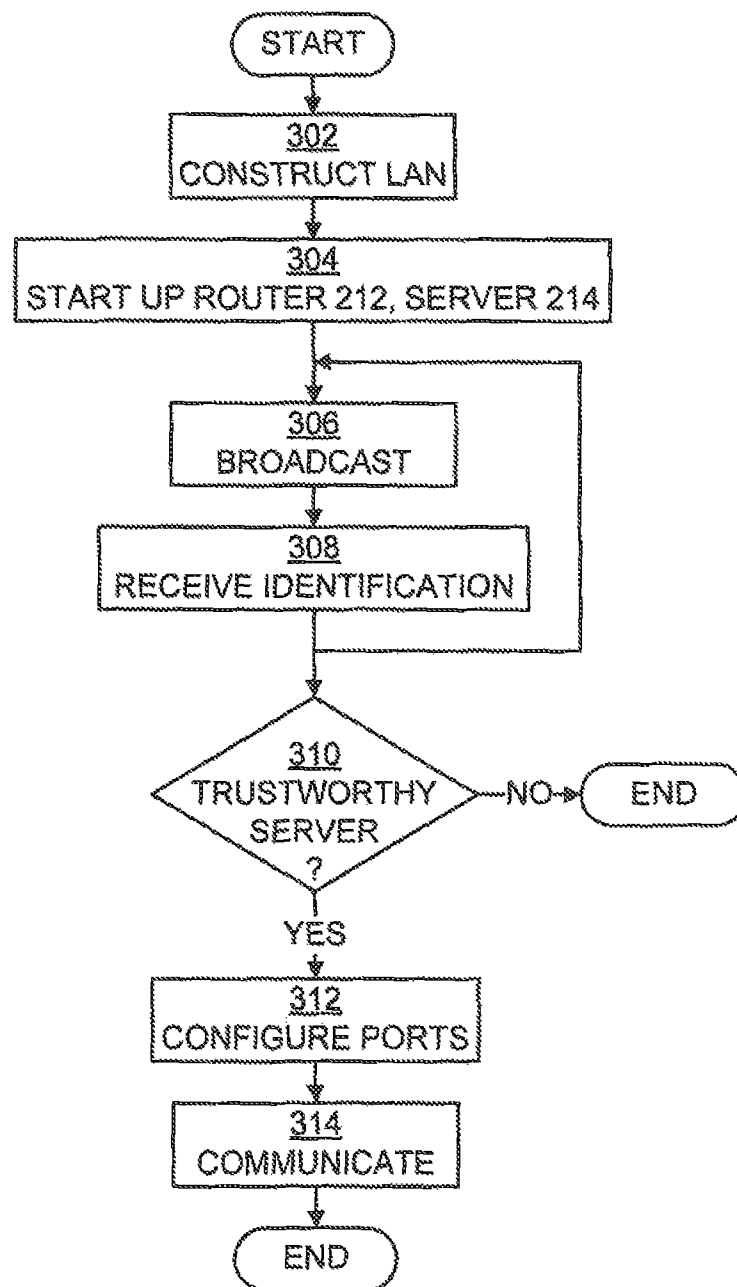 START
302
CONSTRUCT LAN
304
START UP ROUTER 212, SERVER 214
306
BROADCAST
308
RECEIVE IDENTIFICATION
310
TRUSTWORTHY
SERVER
?
NO
END
YES
312
CONFIGURE PORTS
314
COMMUNICATE
END